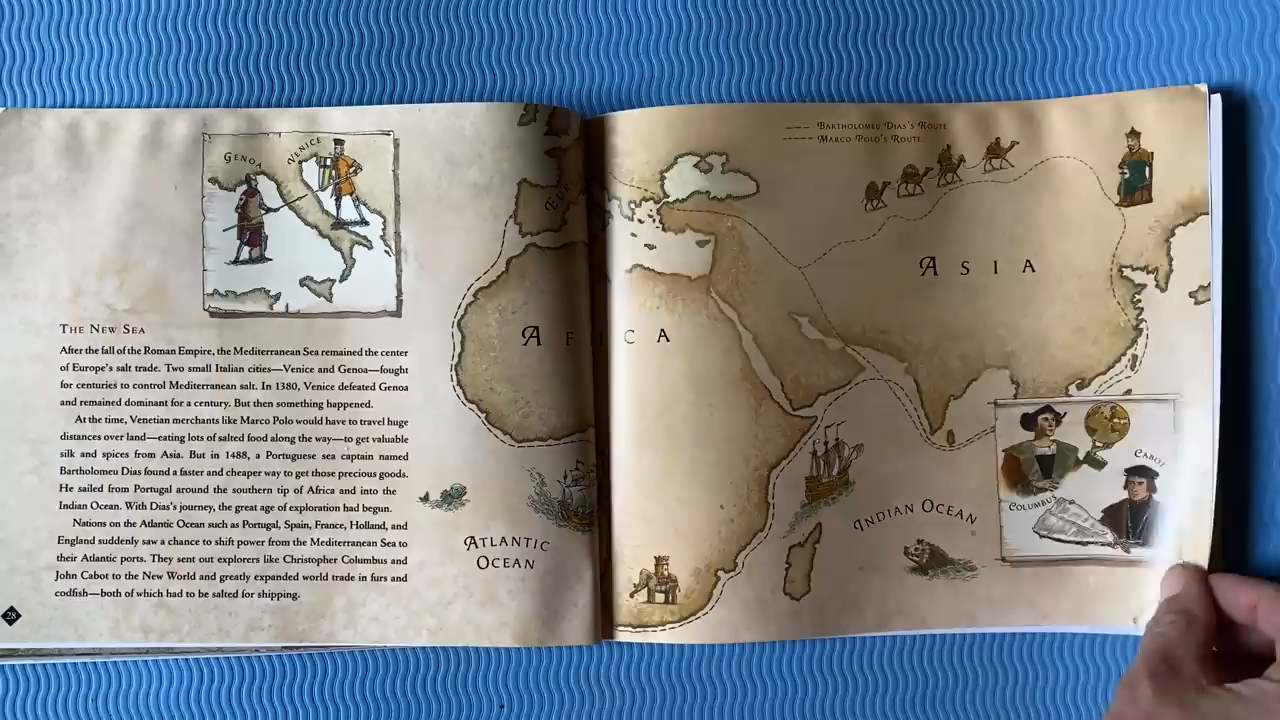 GENOA
VENICE
THE NEW SEA
After the fall of the Roman Empire, the Mediterranean Sea remained the center
of Europe's salt trade. Two small Italian cities—Venice and Genoa—fought
for centuries to control Mediterranean salt. In 1380, Venice defeated Genoa
and remained dominant for a century. But then something happened.
At the time, Venetian merchants like Marco Polo would have to travel huge
distances over land—eating lots of salted food along the way—to get valuable
silk and spices from Asia. But in 1488, a Portuguese sea captain named
Bartholomeu Dias found a faster and cheaper way to get those precious goods.
He sailed from Portugal around the southern tip of Africa and into the
Indian Ocean. With Dias's journey, the great age of exploration had begun.
Nations on the Atlantic Ocean such as Portugal, Spain, France, Holland, and
England suddenly saw a chance to shift power from the Mediterranean Sea to
their Atlantic ports. They sent out explorers like Christopher Columbus and
John Cabot to the New World and greatly expanded world trade in furs and
codfish—both of which had to be salted for shipping.
28
EUR
AF ICA
ATLANTIC
OCEAN
BARTHOLOMEU DIAS'S ROUTE
MARCO POLO'S ROUTE
ASIA
INDIAN OCEAN
CABOT
COLUMBUS